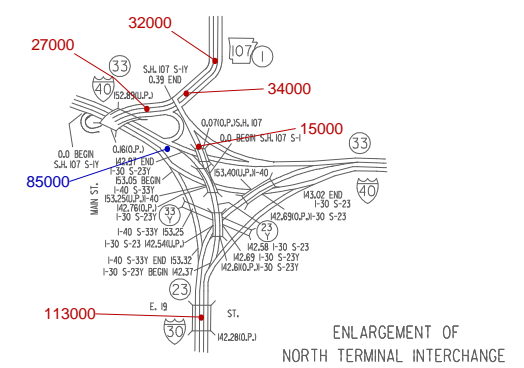 32000
27000
107
1
33
S.H. 107 S-1Y
0.39 END
40
34000
152.89(U.P.)
0.07(O.P.)S.H. 107
15000
0.0 BEGIN S.H. 107 S-1
33
0.0 BEGIN
S.H. 107 S-1Y
0.16(O.P.)
142.97 END
I-30 S-23Y
153.05 BEGIN
I-40 S-33Y
153.25(U.P.)I-40
142.76(O.P.)
I-30 S-23Y
85000
MAIN ST.
153.40(U.P.)I-40
40
143.02 END
I-30 S-23
142.69(O.P.)I-30 S-23
33
Y
23
Y
I-40 S-33Y 153.25
I-30 S-23 142.54(U.P.)
142.58 I-30 S-23
142.69 I-30 S-23Y
142.61(O.P.)I-30 S-23Y
I-40 S-33Y END 153.32
I-30 S-23Y BEGIN 142.37
23
E. 19
ST.
113000
30
142.28(O.P.)
ENLARGEMENT OF
NORTH TERMINAL INTERCHANGE